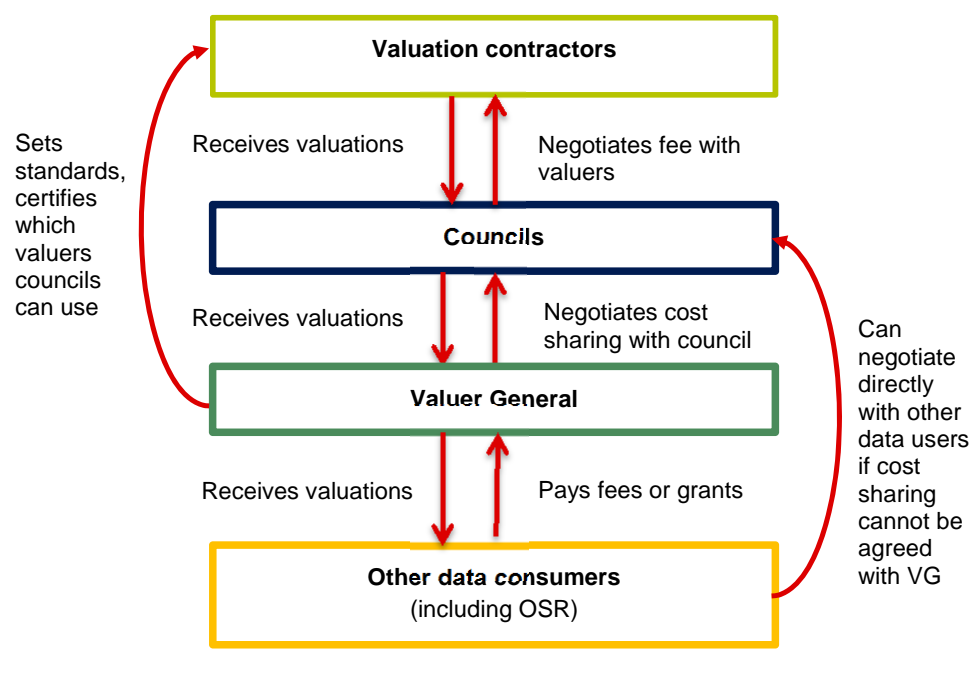 Valuation contractors
Sets
standards,
certifies
which
valuers
councils
can use
Receives valuations
Negotiates fee with
valuers
Councils
Receives valuations
Negotiates cost
sharing with council
Can
negotiate
directly
with other
data users
if cost
sharing
cannot be
agreed
with VG
Valuer General
Receives valuations
Pays fees or grants
Other data consumers
(including OSR)